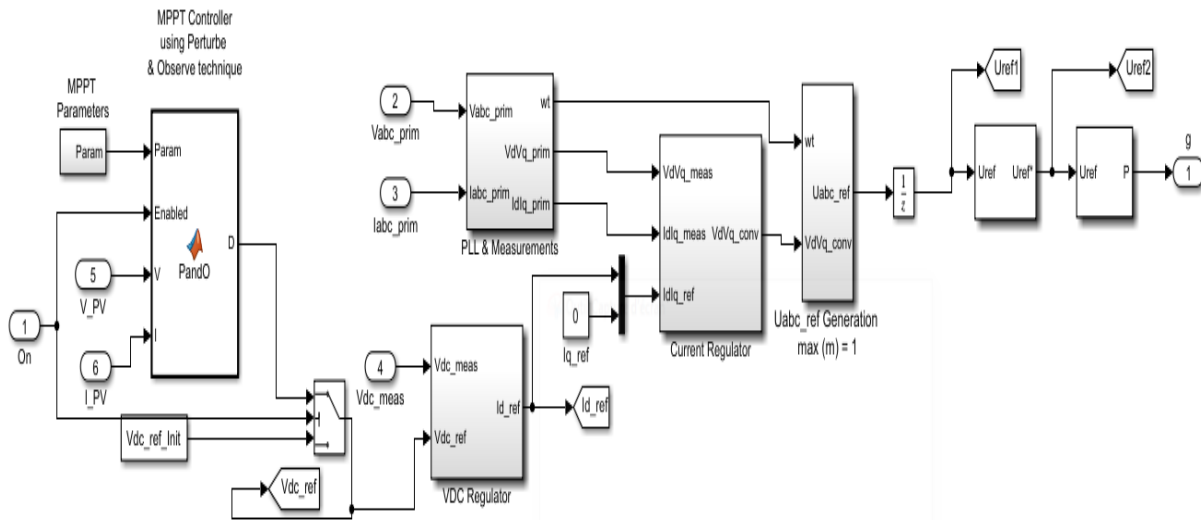 MPPT Controller
using Perturbe
& Observe technique
MPPT
Parameters
Param
Param
Enabled
V
I
D
PandO
5
V_PV
1
On
6
I_PV
Vdc_ref_Init
Vdc_ref
2
Vabc_prim
3
Iabc_prim
Vabc_prim
Iabc_prim
wt
VdVq_prim
IdIq_prim
PLL & Measurements
4
Vdc_meas
Vdc_meas
Vdc_ref
Id_ref
VDC Regulator
Id_ref
0
Iq_ref
VdVq_meas
IdIq_meas
IdIq_ref
VdVq_conv
Current Regulator
wt
Uabc_ref
VdVq_conv
Uabc_ref Generation
max (m) = 1
1
z
Uref1
Uref
Uref*
Uref2
Uref
P
g
1